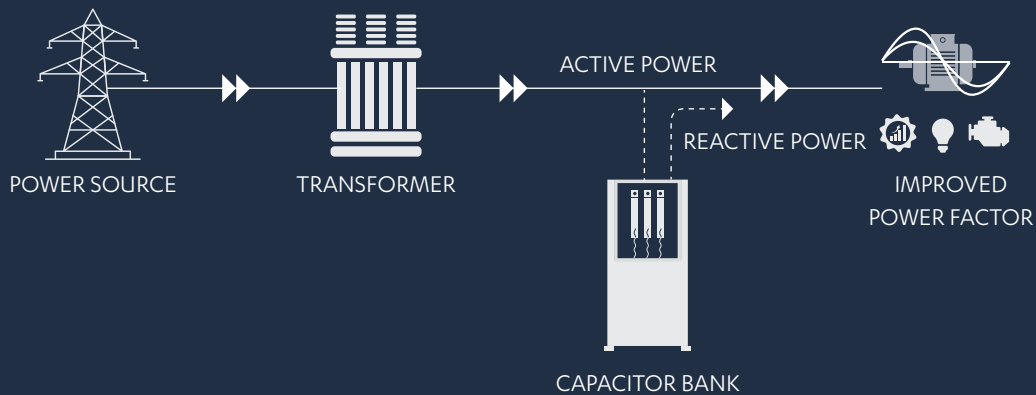 ACTIVE POWER
REACTIVE POWER
POWER SOURCE
TRANSFORMER
IMPROVED
POWER FACTOR
CAPACITOR BANK